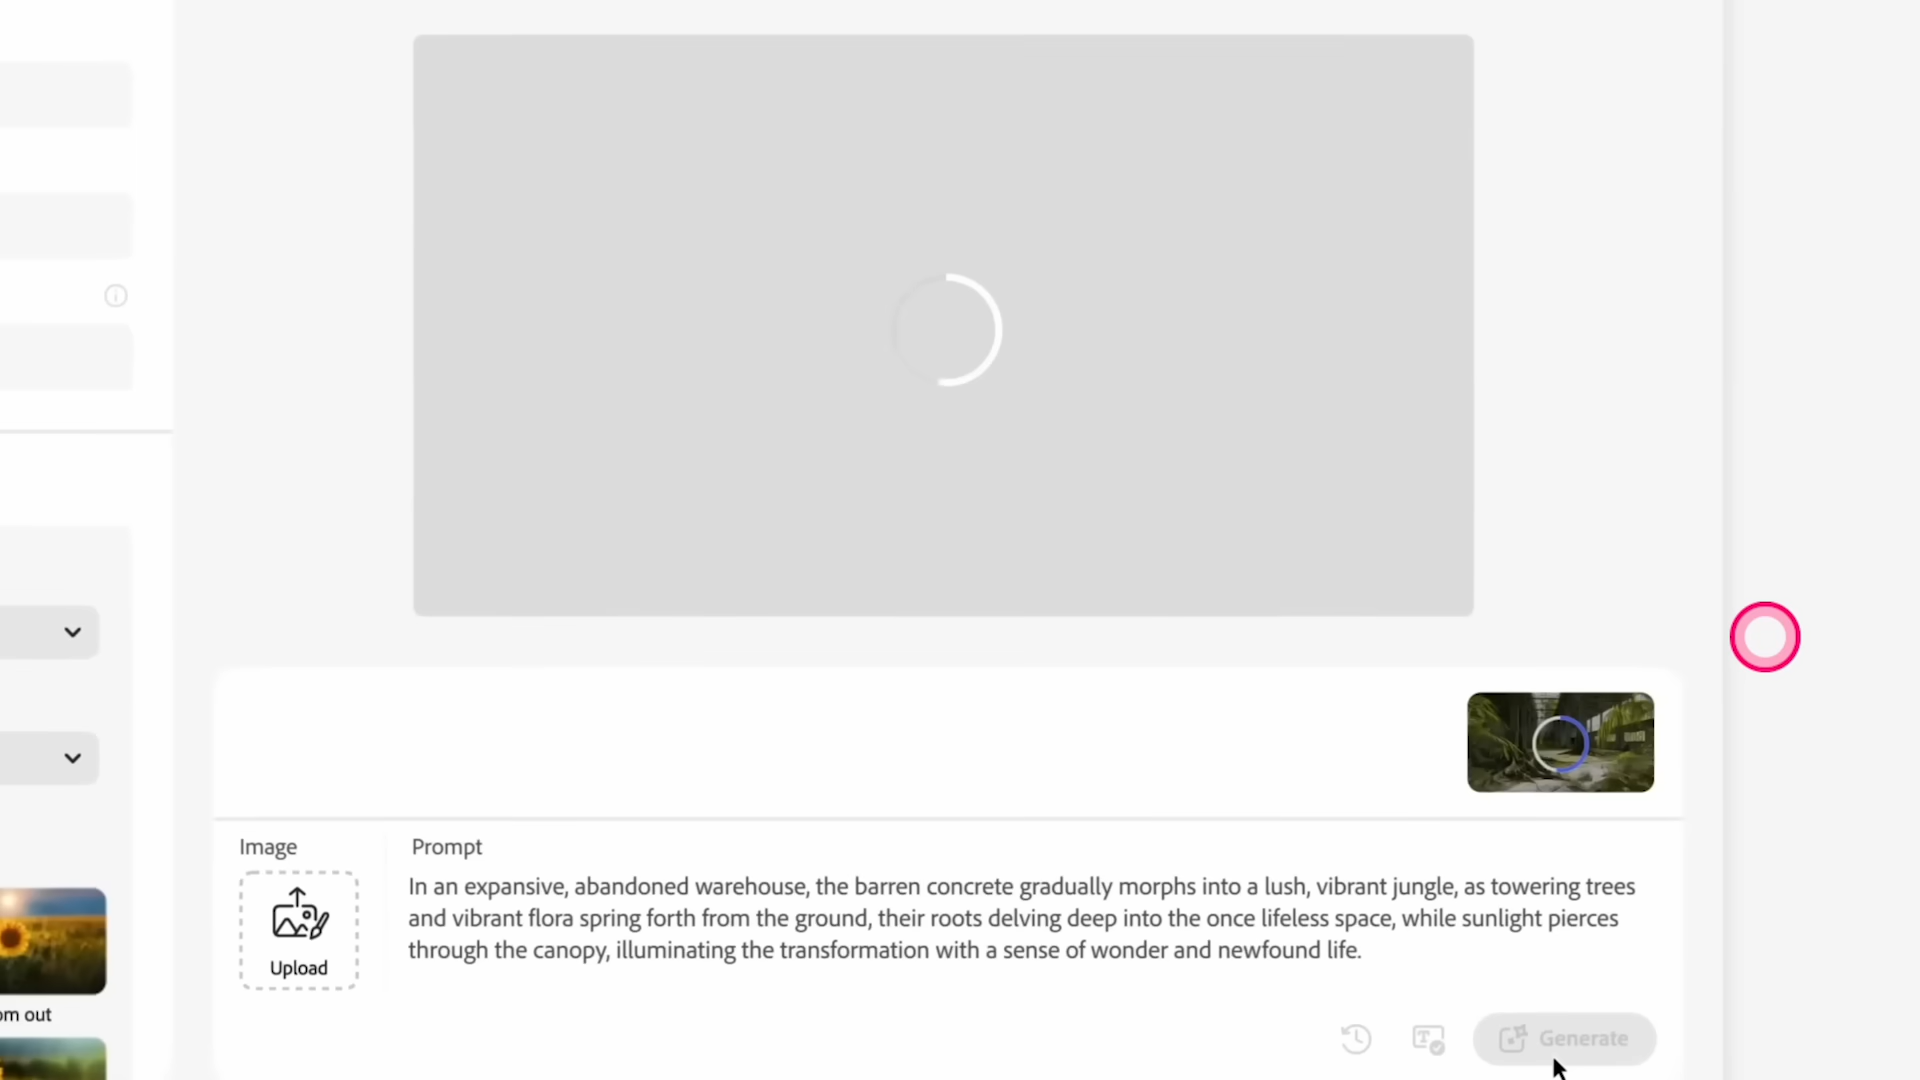 Image
Prompt
In an expansive, abandoned warehouse, the barren concrete gradually morphs into a lush, vibrant jungle, as towering trees
and vibrant flora spring forth from the ground, their roots delving deep into the once lifeless space, while sunlight pierces
through the canopy, illuminating the transformation with a sense of wonder and newfound life.
Upload
om out
Generate